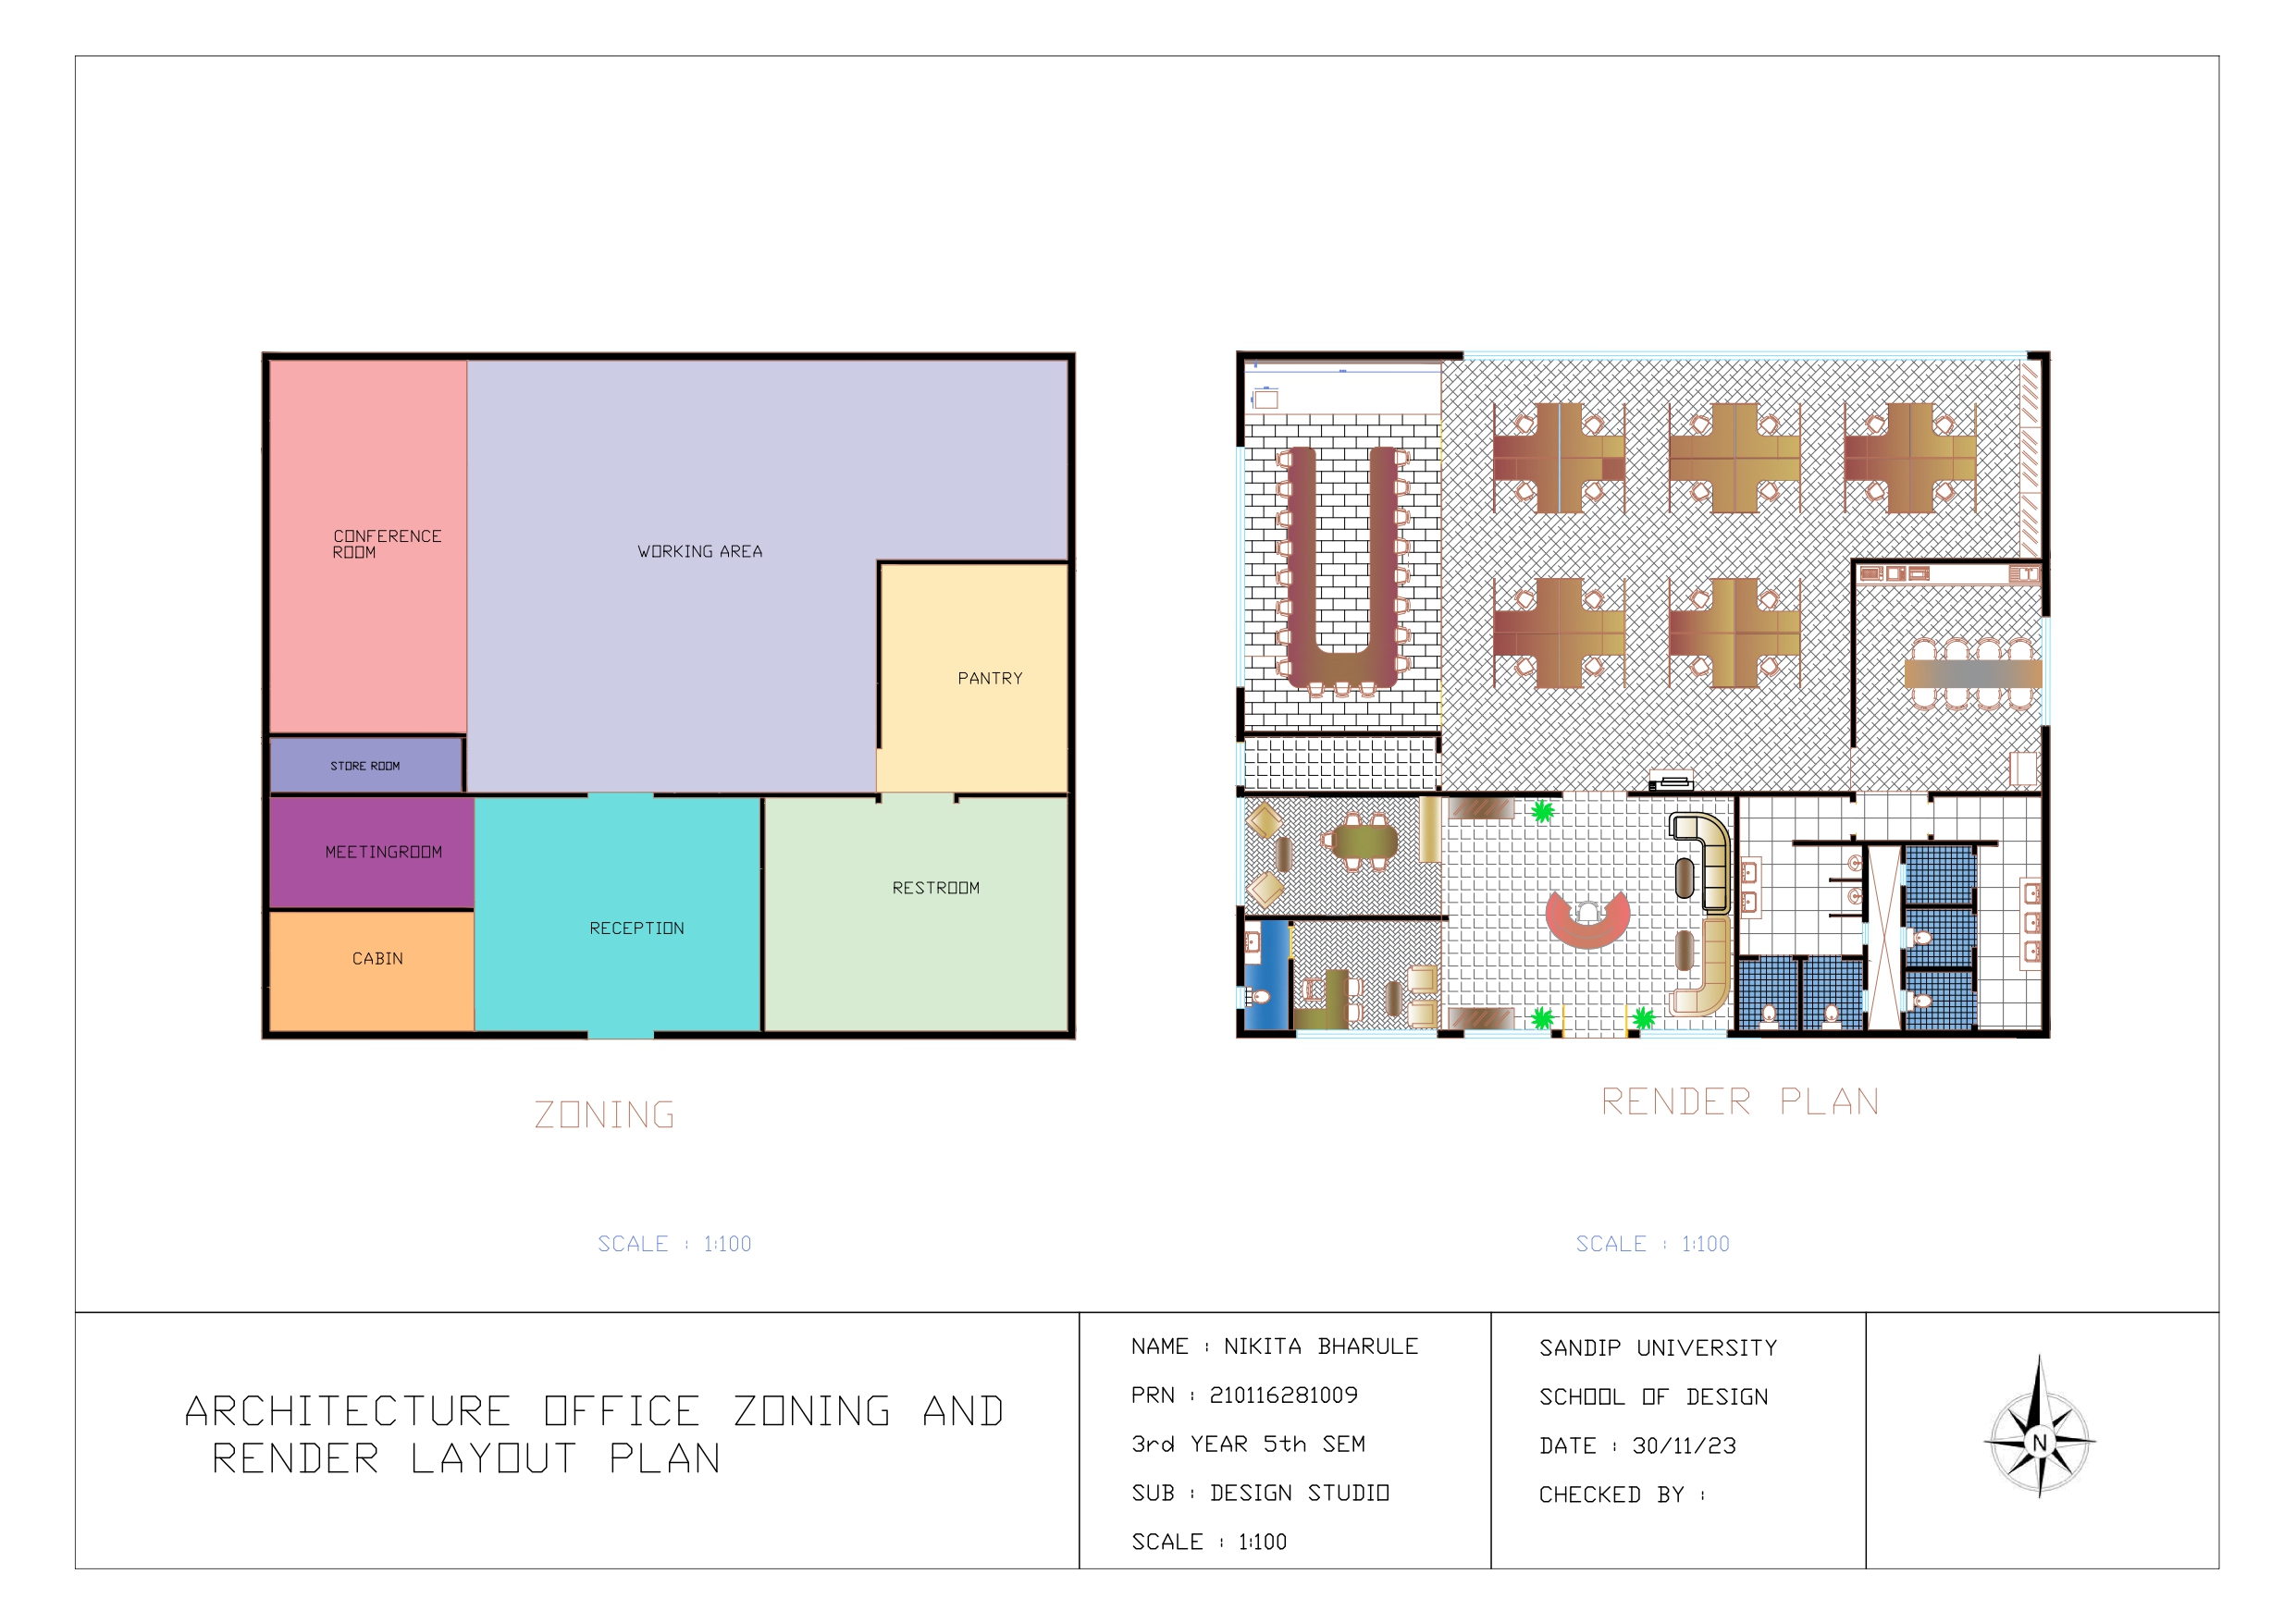 CONFERENCE
ROOM
WORKING AREA
PANTRY
STORE ROOM
MEETINGROOM
RESTROOM
RECEPTION
CABIN
ZONING
RENDER PLAN
SCALE : 1:100
SCALE : 1:100
ARCHITECTURE OFFICE ZONING AND
RENDER LAYOUT PLAN
NAME : NIKITA BHARULE
PRN : 210116281009
3rd YEAR 5th SEM
SUB : DESIGN STUDIO
SCALE : 1:100
SANDIP UNIVERSITY
SCHOOL OF DESIGN
DATE : 30/11/23
CHECKED BY :
N